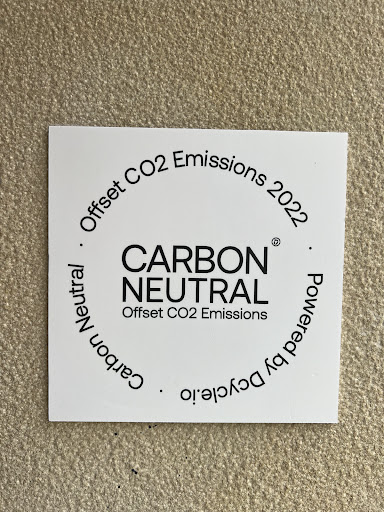 Offset CO2 Emissions 2022 · Powered by Dcycle.io · Carbon Neutral ·
CARBON
NEUTRAL
Offset CO2 Emissions